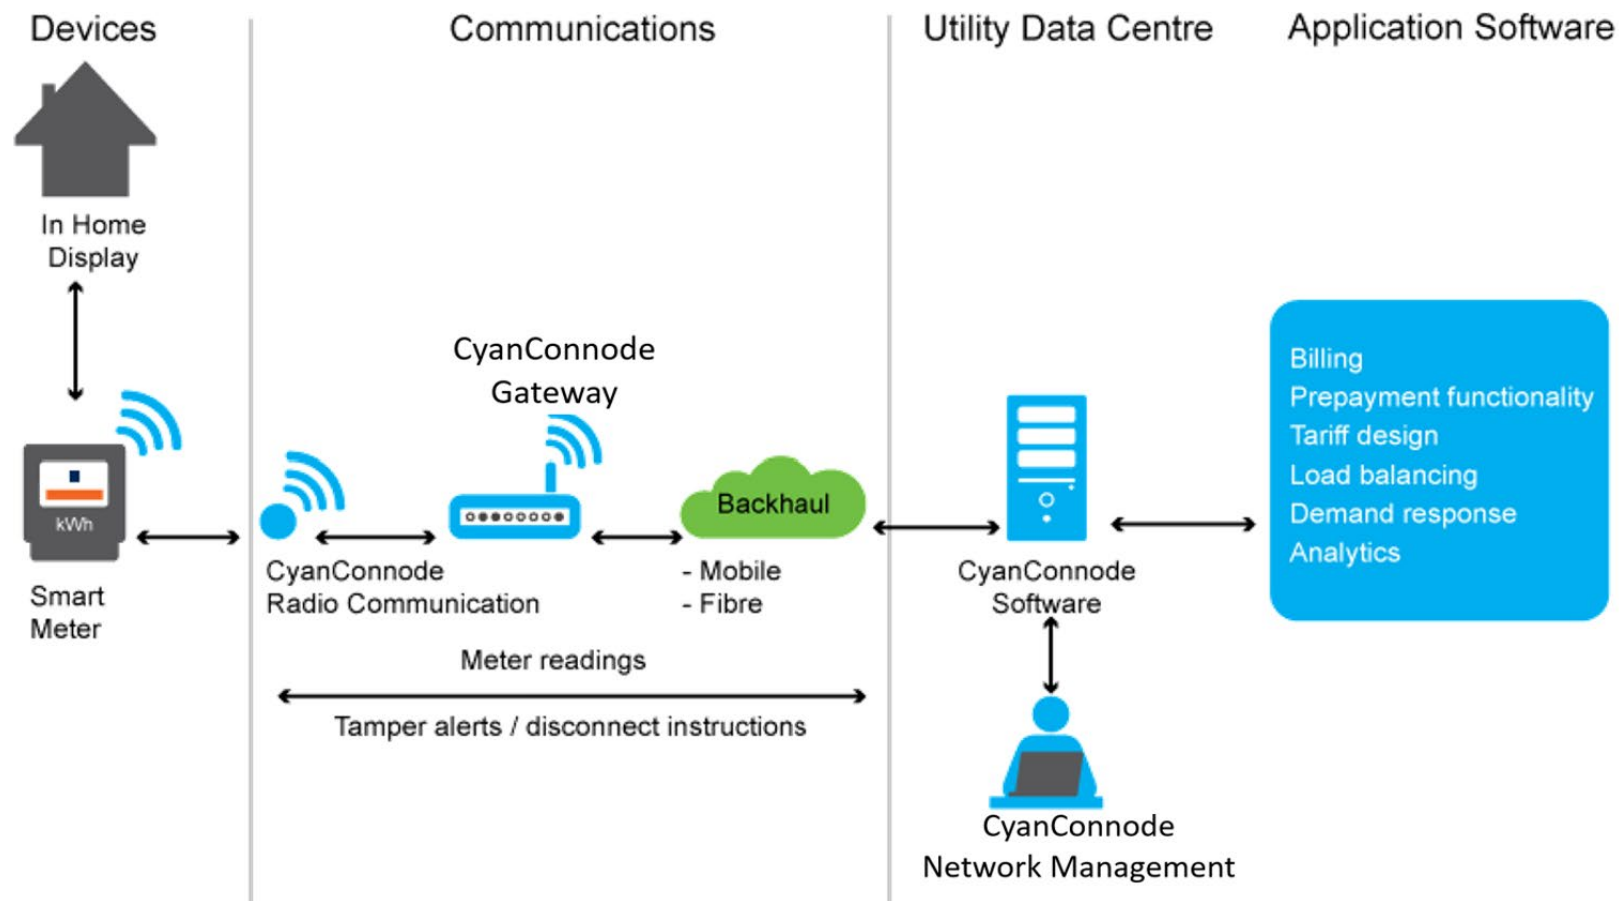 Devices
Communications
Utility Data Centre
Application Software
In Home
Display
kWh
Smart
Meter
CyanConnode
Gateway
CyanConnode
Radio Communication
Backhaul
- Mobile
- Fibre
Meter readings
Tamper alerts / disconnect instructions
CyanConnode
Software
CyanConnode
Network Management
Billing
Prepayment functionality
Tariff design
Load balancing
Demand response
Analytics